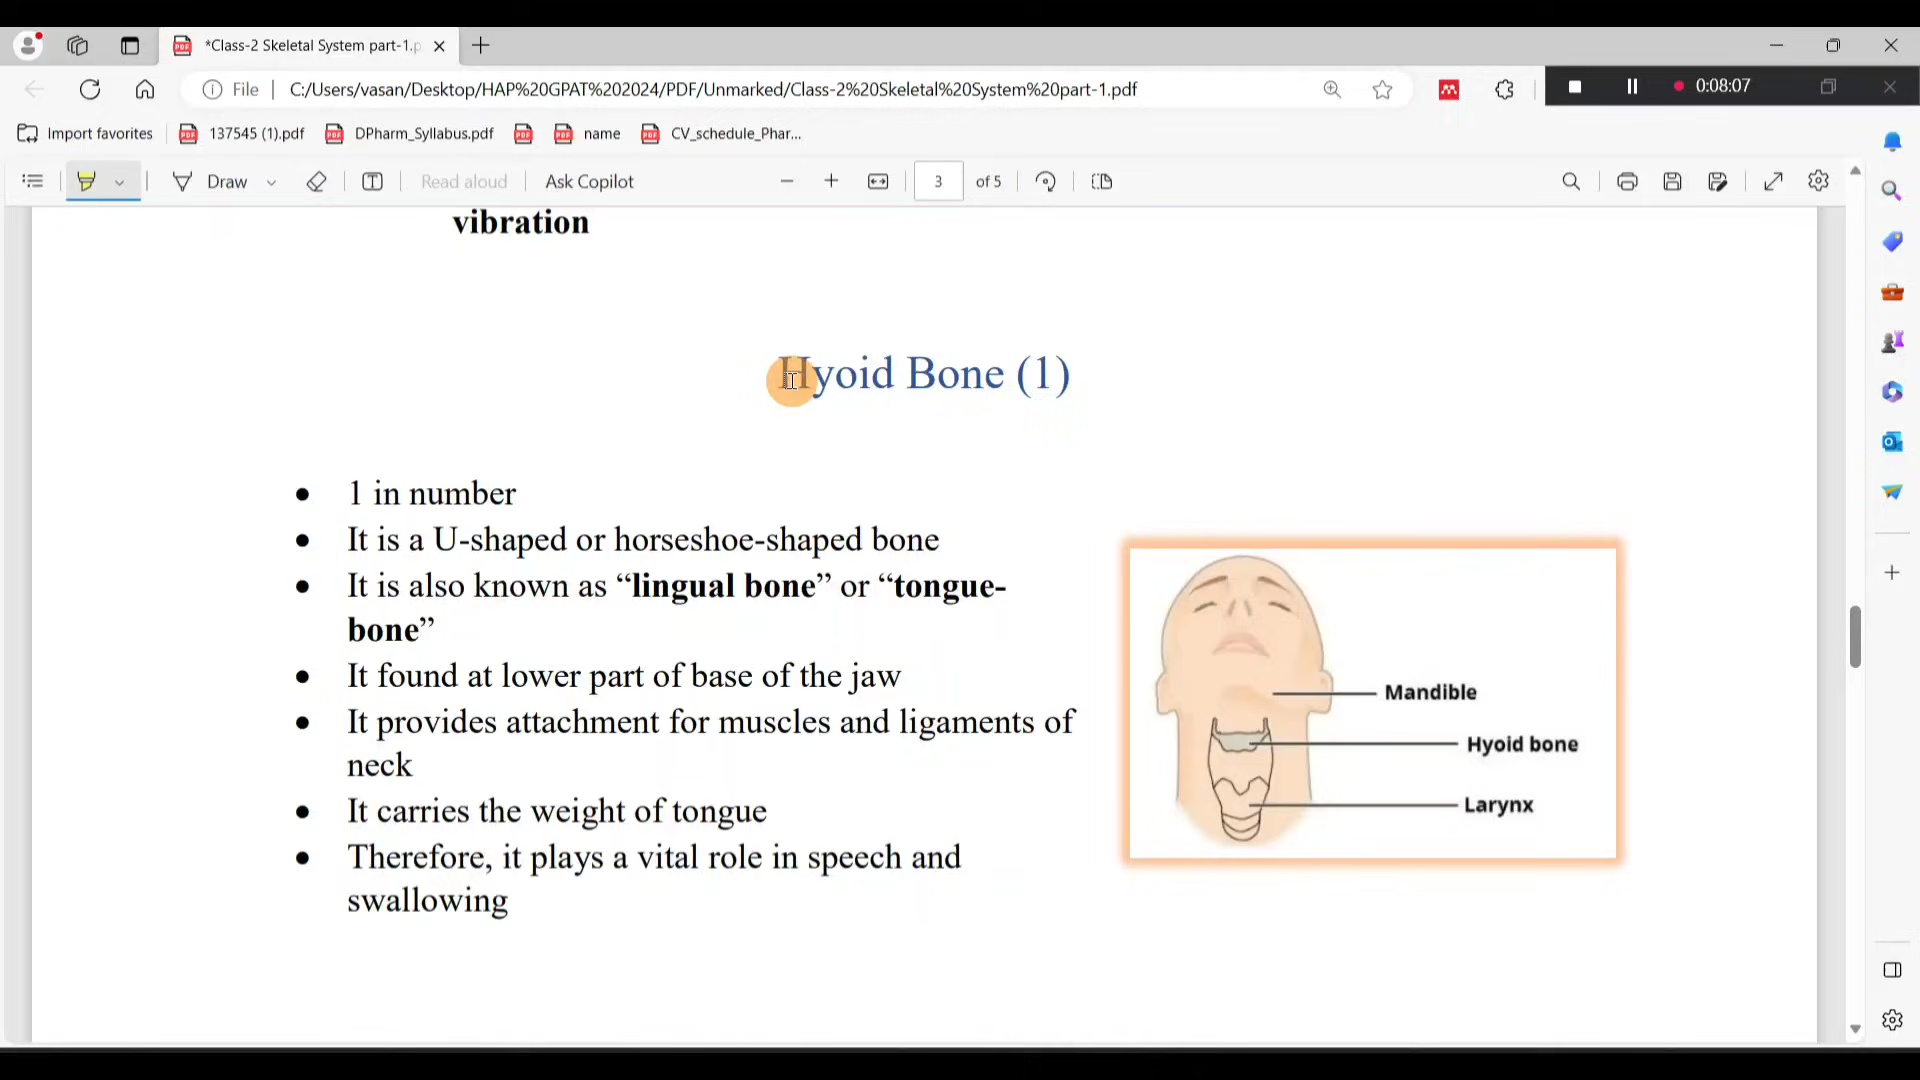 *Class-2 Skeletal System part-1.p
File
C:/Users/vasan/Desktop/HAP%20GPAT%202024/PDF/Unmarked/Class-2%20Skeletal%20System%20part-1.pdf
0:08:07
Import favorites
137545 (1).pdf
DPharm_Syllabus.pdf
name
CV_schedule_Phar...
Draw
Read aloud
Ask Copilot
3
of 5
vibration
Hyoid Bone (1)
• 1 in number
• It is a U-shaped or horseshoe-shaped bone
• It is also known as “lingual bone” or “tongue-
bone”
• It found at lower part of base of the jaw
• It provides attachment for muscles and ligaments of
neck
• It carries the weight of tongue
• Therefore, it plays a vital role in speech and
swallowing
Mandible
Hyoid bone
Larynx